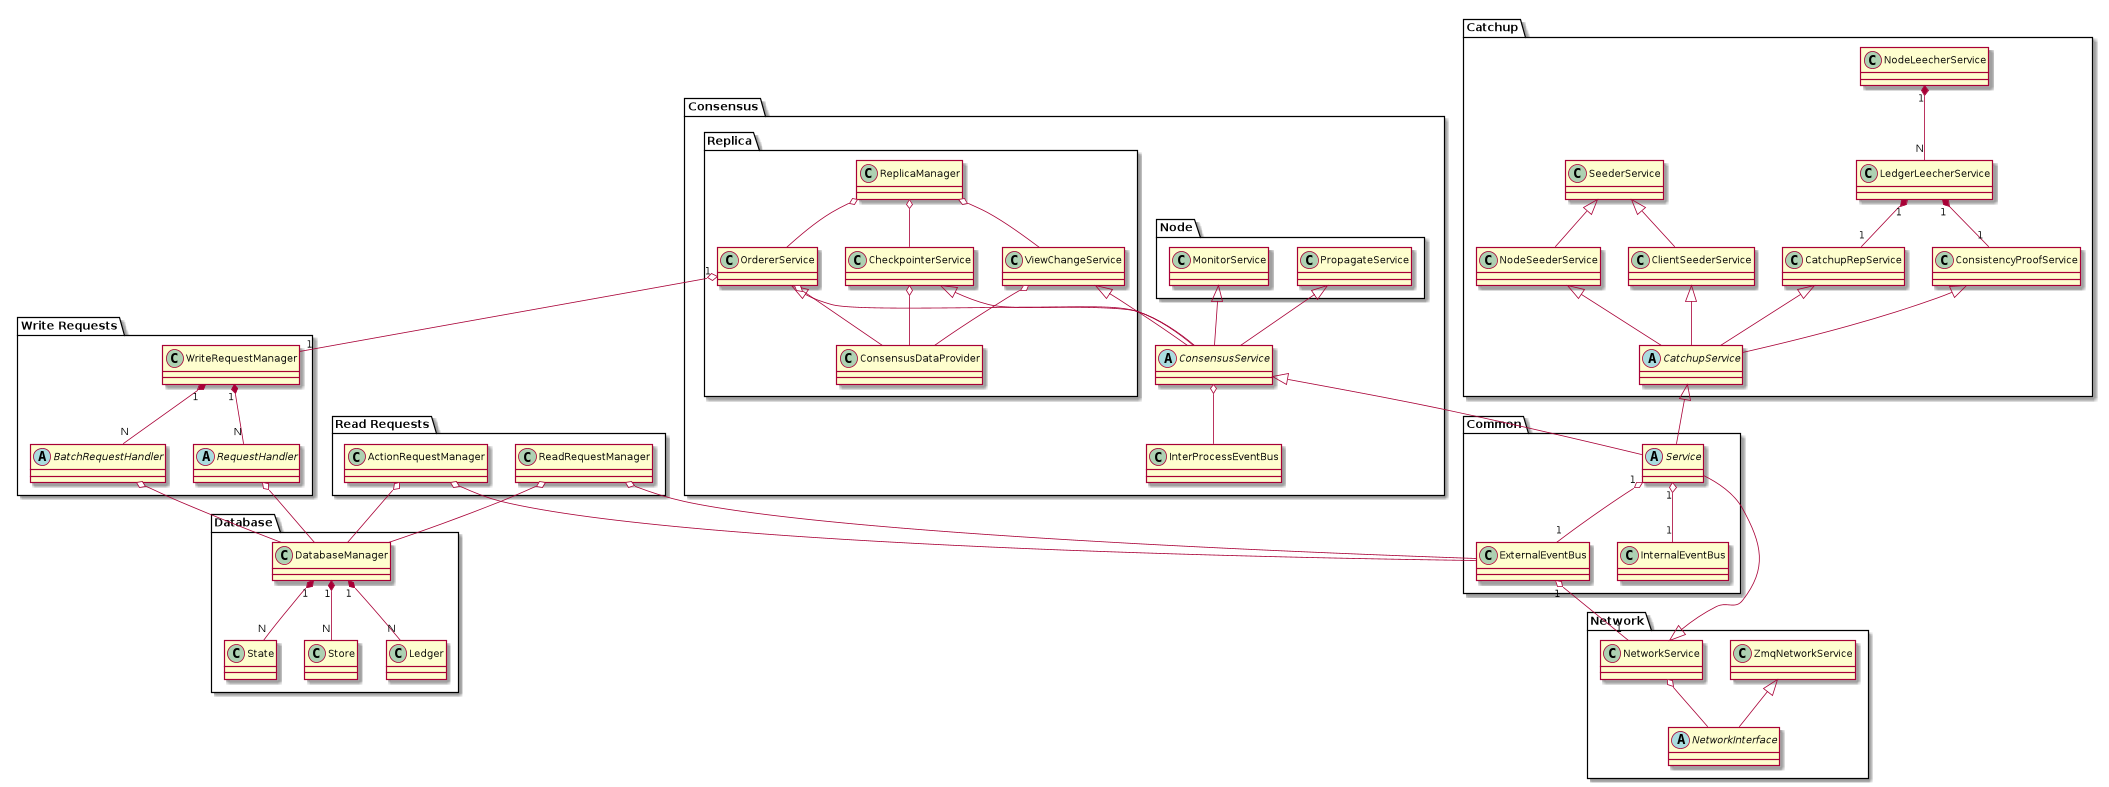 Catchup
C NodeLeecherService
1
N
C SeederService
C LedgerLeecherService
1
1
1
1
C NodeSeederService
C ClientSeederService
C CatchupRepService
C ConsistencyProofService
A CatchupService
Consensus
Replica
C ReplicaManager
C OrdererService
C CheckpointerService
C ViewChangeService
1
C ConsensusDataProvider
Node
C MonitorService
C PropagateService
A ConsensusService
C InterProcessEventBus
Write Requests
1
C WriteRequestManager
1
1
N
N
A BatchRequestHandler
A RequestHandler
Read Requests
C ActionRequestManager
C ReadRequestManager
Common
A Service
1
1
1
1
C ExternalEventBus
C InternalEventBus
1
Database
C DatabaseManager
1
1
1
N
N
N
C State
C Store
C Ledger
Network
1
C NetworkService
C ZmqNetworkService
A NetworkInterface